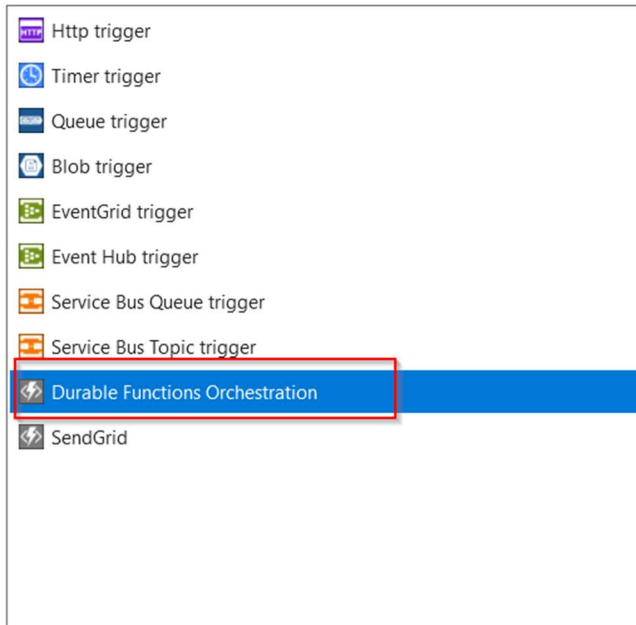 HTTP
Http trigger
Timer trigger
Queue trigger
Blob trigger
EventGrid trigger
Event Hub trigger
Service Bus Queue trigger
Service Bus Topic trigger
Durable Functions Orchestration
SendGrid